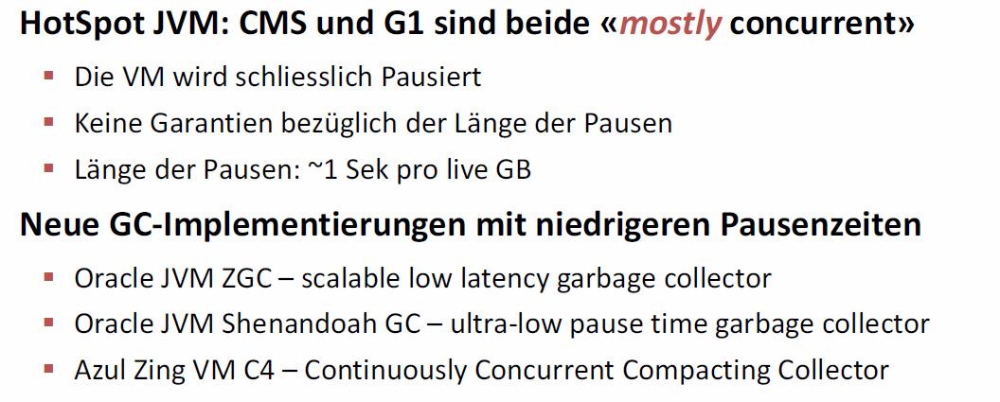 HotSpot JVM: CMS und G1 sind beide «mostly concurrent»
▪ Die VM wird schliesslich Pausiert
▪ Keine Garantien bezüglich der Länge der Pausen
▪ Länge der Pausen: ~1 Sek pro live GB
Neue GC-Implementierungen mit niedrigeren Pausenzeiten
▪ Oracle JVM ZGC – scalable low latency garbage collector
▪ Oracle JVM Shenandoah GC – ultra-low pause time garbage collector
▪ Azul Zing VM C4 – Continuously Concurrent Compacting Collector